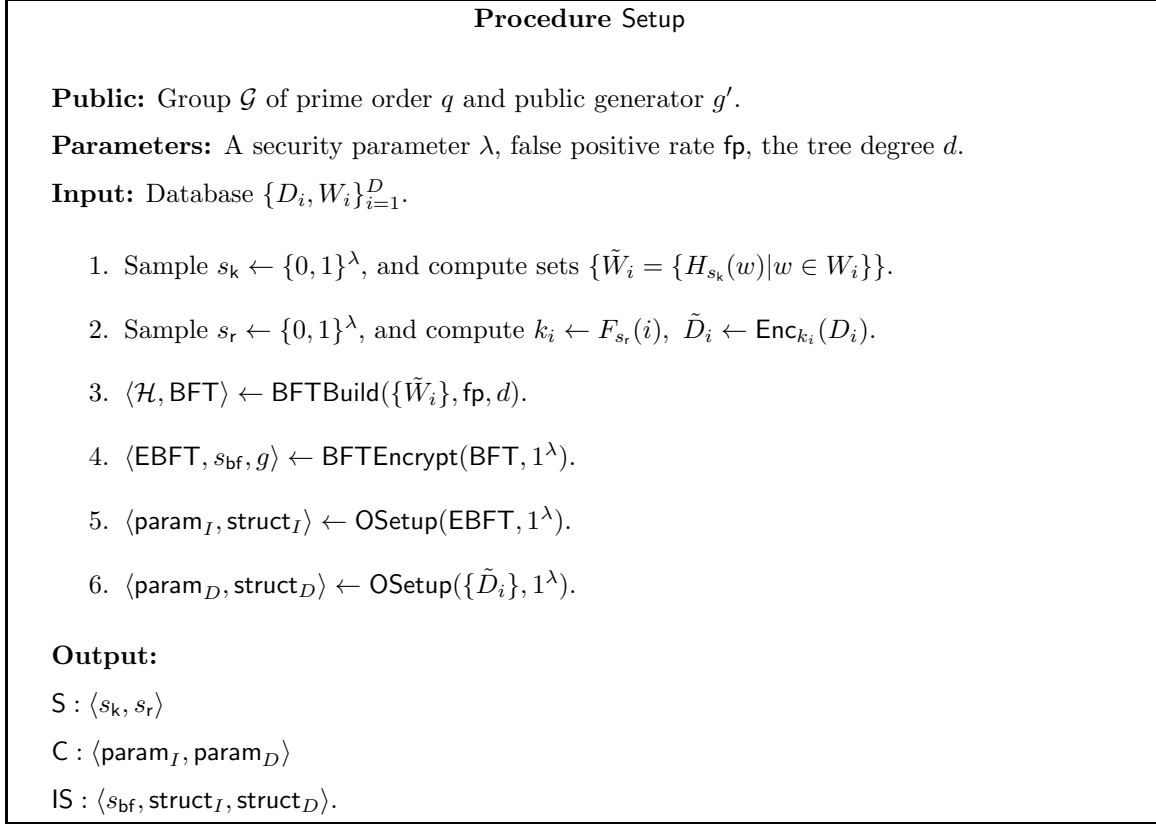 Procedure Setup
Public: Group 𝒢 of prime order q and public generator g′.
Parameters: A security parameter λ, false positive rate fp, the tree degree d.
Input: Database {D_i, W_i}_{i=1}^D.
1. Sample s_k ← {0, 1}^λ, and compute sets {W̃_i = {H_{s_k}(w)|w ∈ W_i}}.
2. Sample s_r ← {0, 1}^λ, and compute k_i ← F_{s_r}(i), D̃_i ← Enc_{k_i}(D_i).
3. ⟨ℋ, BFT⟩ ← BFTBuild({W̃_i}, fp, d).
4. ⟨EBFT, s_bf, g⟩ ← BFTEncrypt(BFT, 1^λ).
5. ⟨param_I, struct_I⟩ ← OSetup(EBFT, 1^λ).
6. ⟨param_D, struct_D⟩ ← OSetup({D̃_i}, 1^λ).
Output:
S : ⟨s_k, s_r⟩
C : ⟨param_I, param_D⟩
IS : ⟨s_bf, struct_I, struct_D⟩.